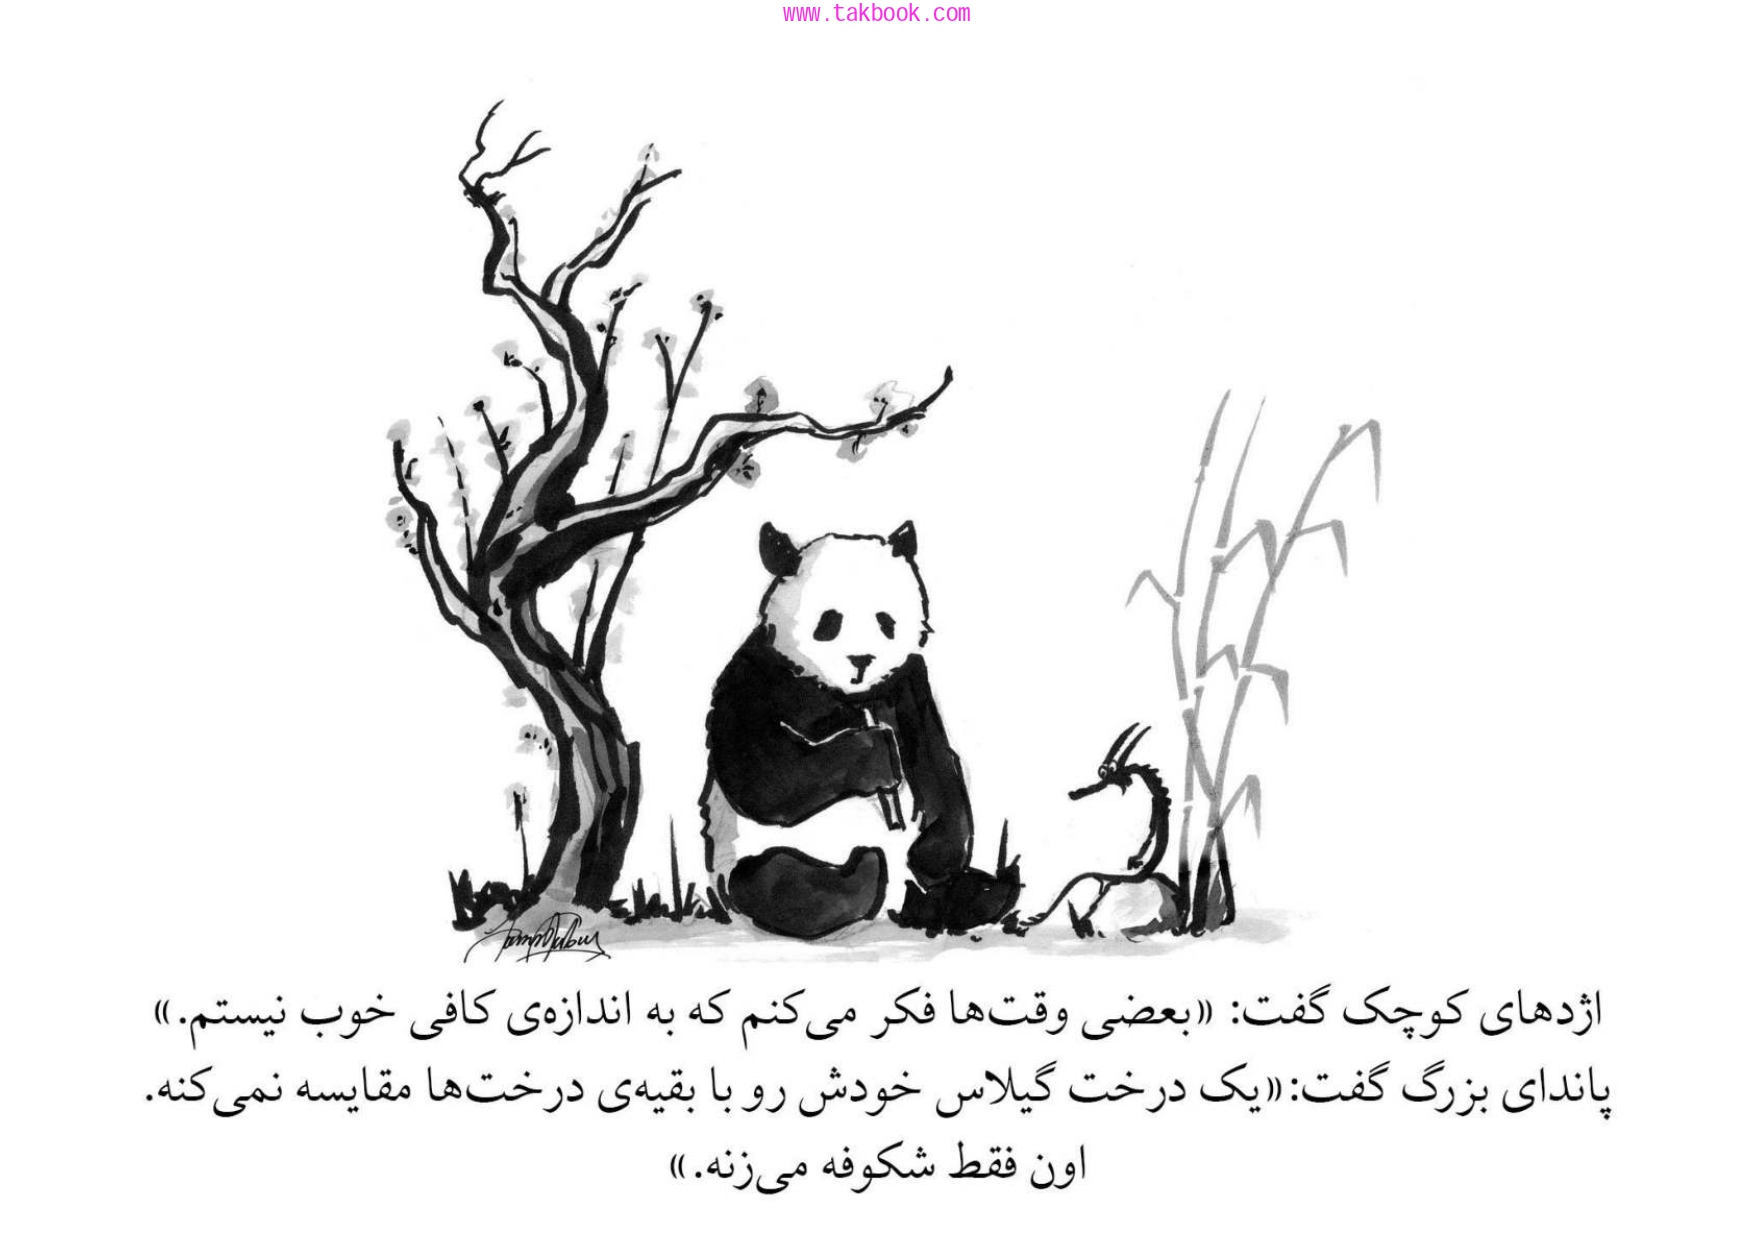 www.takbook.com
اژدهای کوچک گفت: «بعضی وقت‌ها فکر می‌کنم که به اندازه‌ی کافی خوب نیستم.»
پاندای بزرگ گفت:«یک درخت گیلاس خودش رو با بقیه‌ی درخت‌ها مقایسه نمی‌کنه.
اون فقط شکوفه می‌زنه.»